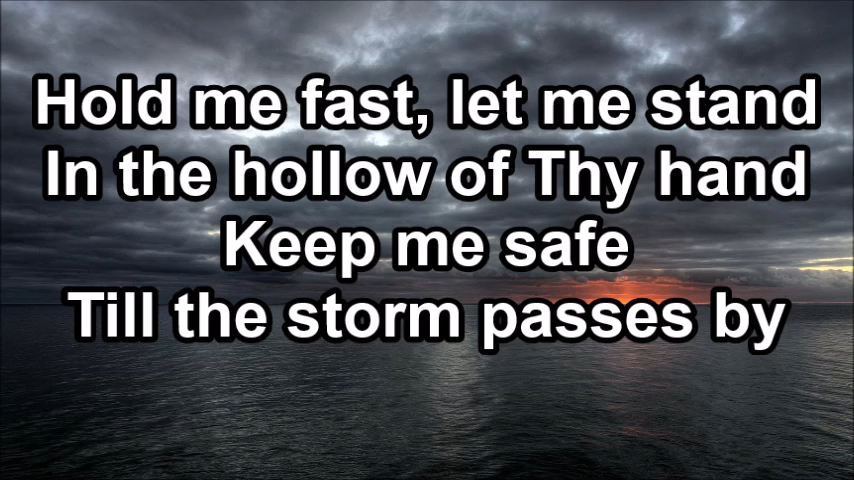 Hold me fast, let me stand
In the hollow of Thy hand
Keep me safe
Till the storm passes by